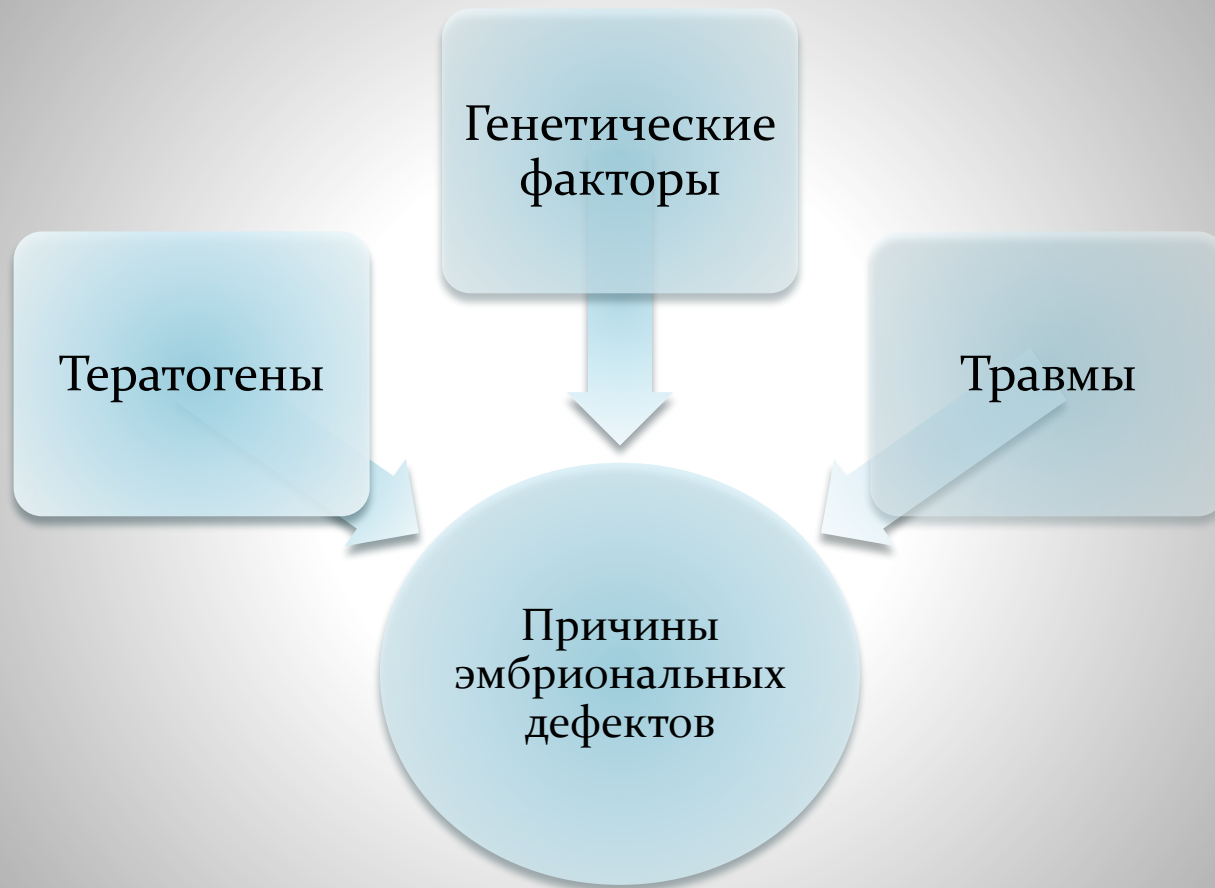 Генетические
факторы
Тератогены
Травмы
Причины
эмбриональных
дефектов